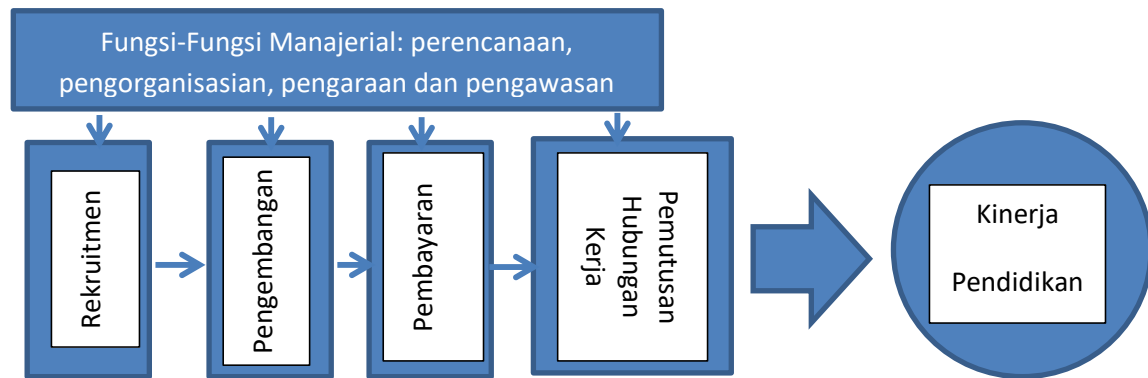 Fungsi-Fungsi Manajerial: perencanaan,
pengorganisasian, pengaraan dan pengawasan
Rekruitmen
Pengembangan
Pembayaran
Pemutusan
Hubungan
Kerja
Kinerja
Pendidikan